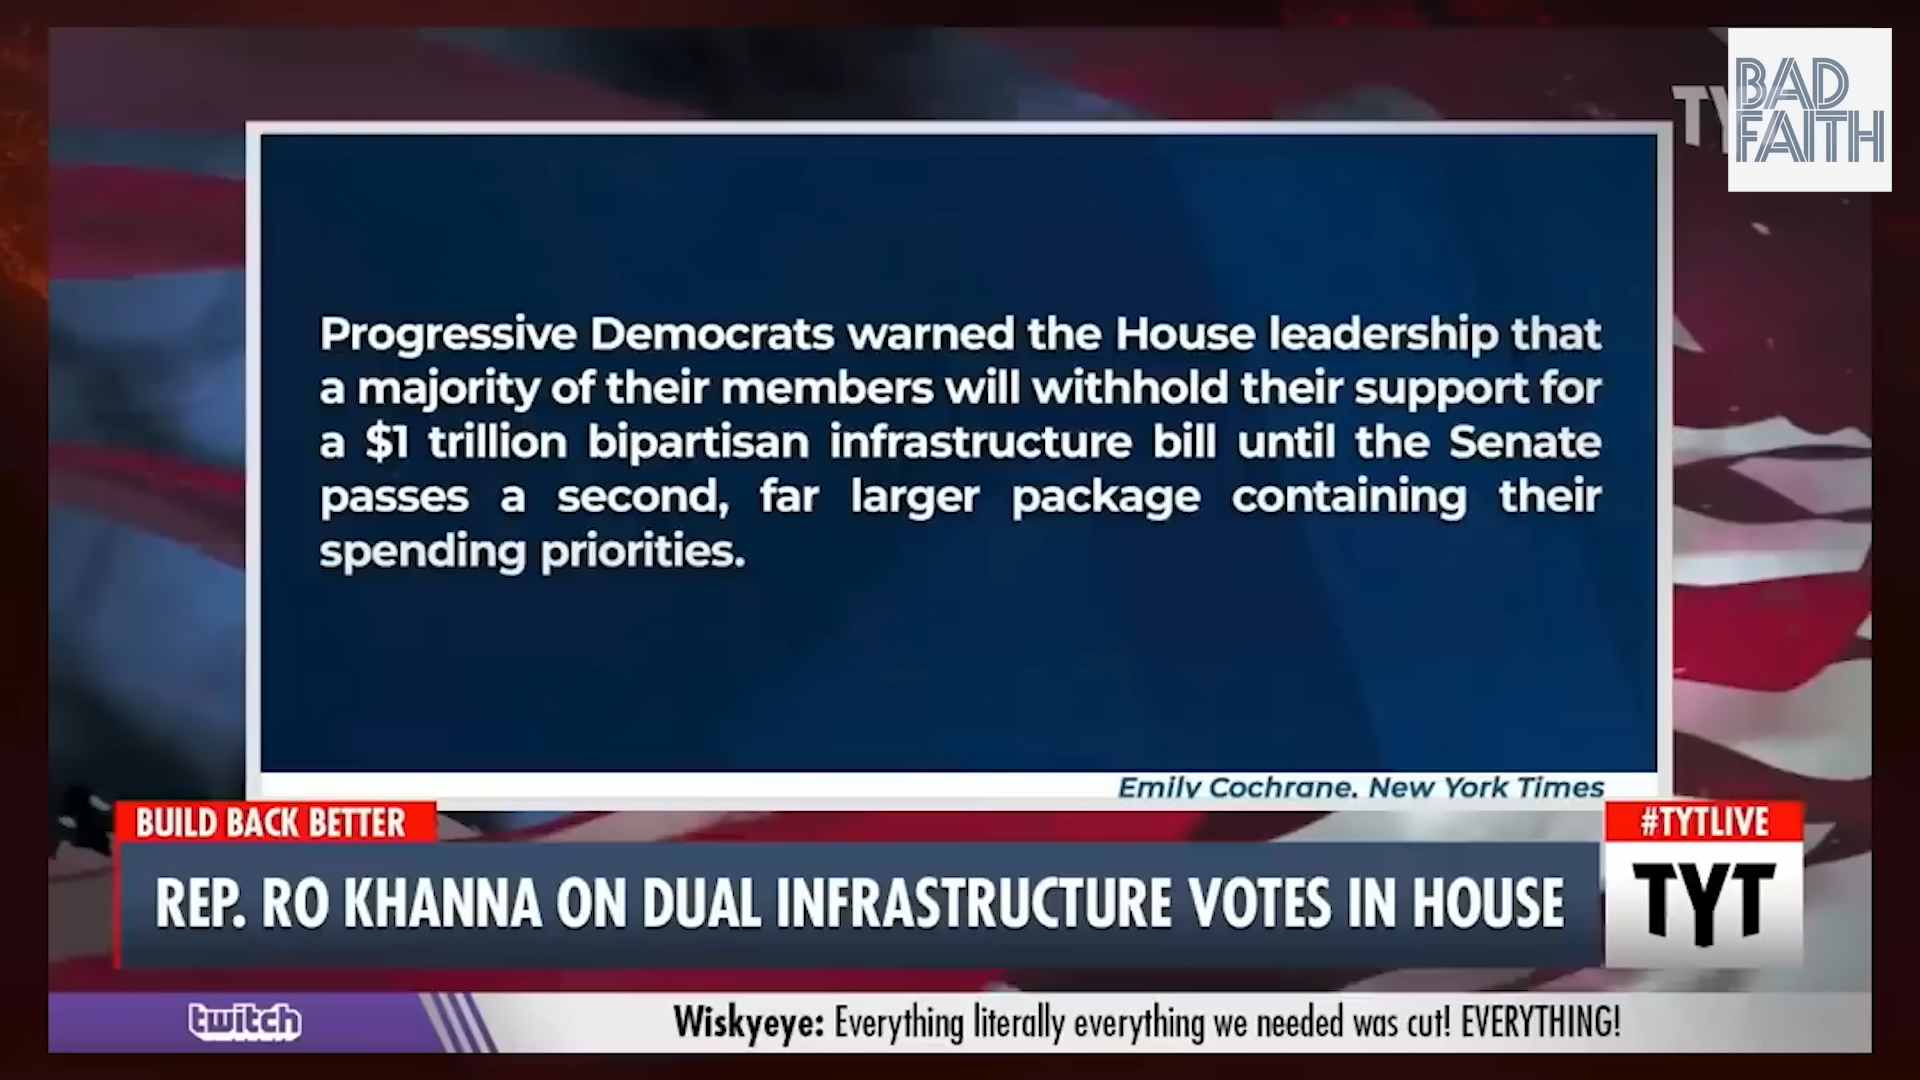 TY
BAD
FAITH
Progressive Democrats warned the House leadership that
a majority of their members will withhold their support for
a $1 trillion bipartisan infrastructure bill until the Senate
passes a second, far larger package containing their
spending priorities.
Emily Cochrane, New York Times
BUILD BACK BETTER
#TYTLIVE
REP. RO KHANNA ON DUAL INFRASTRUCTURE VOTES IN HOUSE
TYT
twitch
Wiskyeye: Everything literally everything we needed was cut! EVERYTHING!